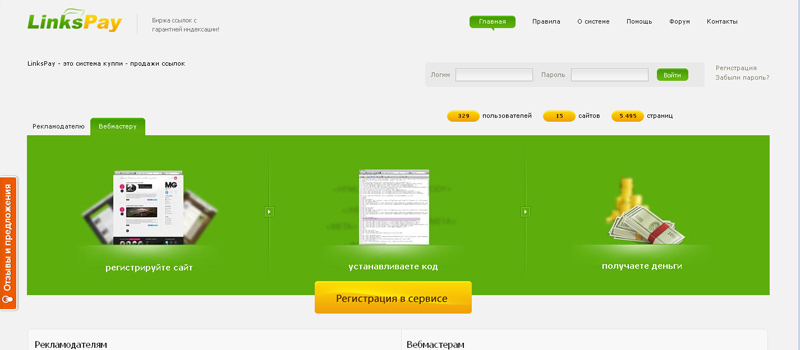 LinksPay
Биржа ссылок с
гарантией индексации!
Главная Правила О системе Помощь Форум Контакты
LinksPay - это система купли - продажи ссылок
Логин Пароль Войти
Регистрация
Забыли пароль?
329 пользователей 15 сайтов 5 495 страниц
Рекламодателю Вебмастеру
MG
регистрируйте сайт устанавливаете код получаете деньги
Отзывы и предложения
Регистрация в сервисе
Рекламодателям Вебмастерам